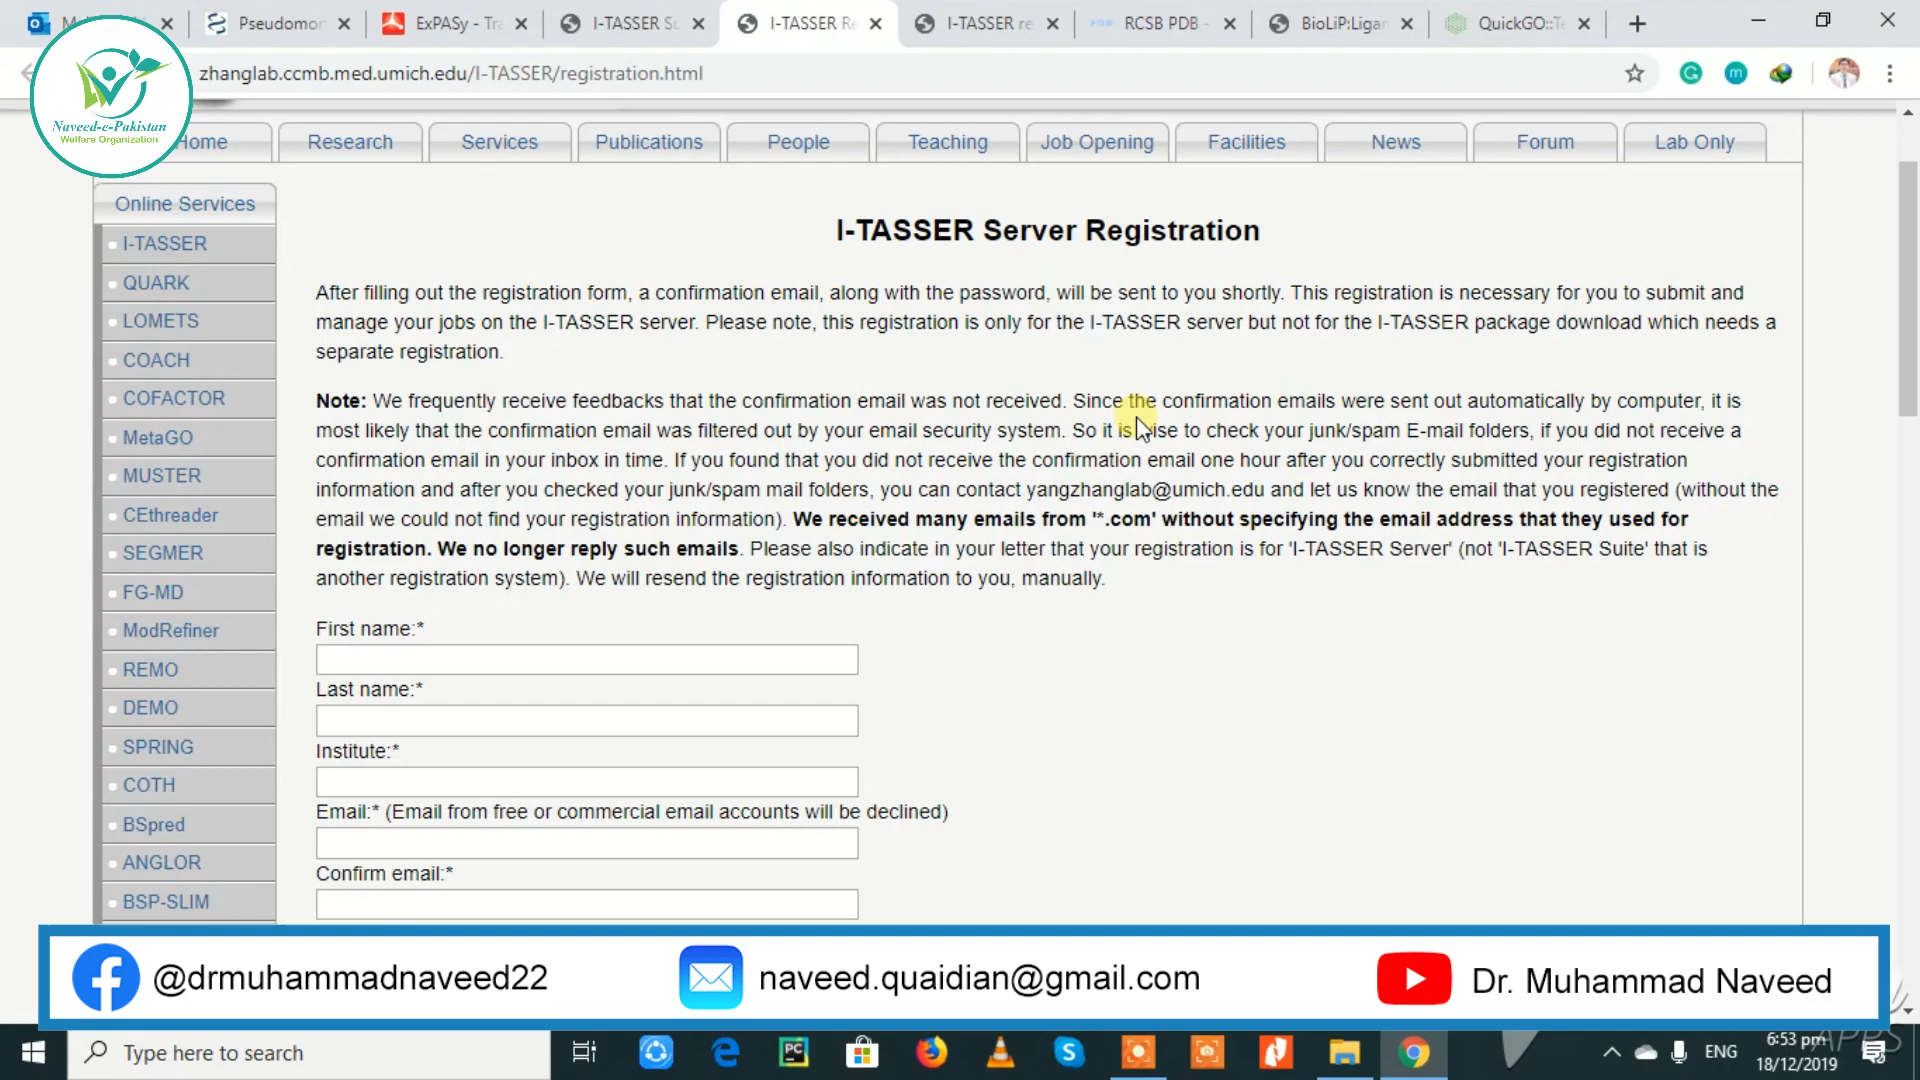 Pseudomon
ExPASy - Tra
I-TASSER Su
I-TASSER Re
I-TASSER re
RCSB PDB -
BioLiP:Ligan
QuickGO::Te
zhanglab.ccmb.med.umich.edu/I-TASSER/registration.html
Naveed-e-Pakistan
Welfare Organization
Home
Research
Services
Publications
People
Teaching
Job Opening
Facilities
News
Forum
Lab Only
Online Services
I-TASSER
QUARK
LOMETS
COACH
COFACTOR
MetaGO
MUSTER
CEthreader
SEGMER
FG-MD
ModRefiner
REMO
DEMO
SPRING
COTH
BSpred
ANGLOR
BSP-SLIM
I-TASSER Server Registration
After filling out the registration form, a confirmation email, along with the password, will be sent to you shortly. This registration is necessary for you to submit and
manage your jobs on the I-TASSER server. Please note, this registration is only for the I-TASSER server but not for the I-TASSER package download which needs a
separate registration.
Note: We frequently receive feedbacks that the confirmation email was not received. Since the confirmation emails were sent out automatically by computer, it is
most likely that the confirmation email was filtered out by your email security system. So it is wise to check your junk/spam E-mail folders, if you did not receive a
confirmation email in your inbox in time. If you found that you did not receive the confirmation email one hour after you correctly submitted your registration
information and after you checked your junk/spam mail folders, you can contact yangzhanglab@umich.edu and let us know the email that you registered (without the
email we could not find your registration information). We received many emails from '*.com' without specifying the email address that they used for
registration. We no longer reply such emails. Please also indicate in your letter that your registration is for 'I-TASSER Server' (not 'I-TASSER Suite' that is
another registration system). We will resend the registration information to you, manually.
First name:*
Last name:*
Institute:*
Email:* (Email from free or commercial email accounts will be declined)
Confirm email:*
@drmuhammadnaveed22
naveed.quaidian@gmail.com
Dr. Muhammad Naveed
Type here to search
ENG
6:53 pm
18/12/2019
APPS